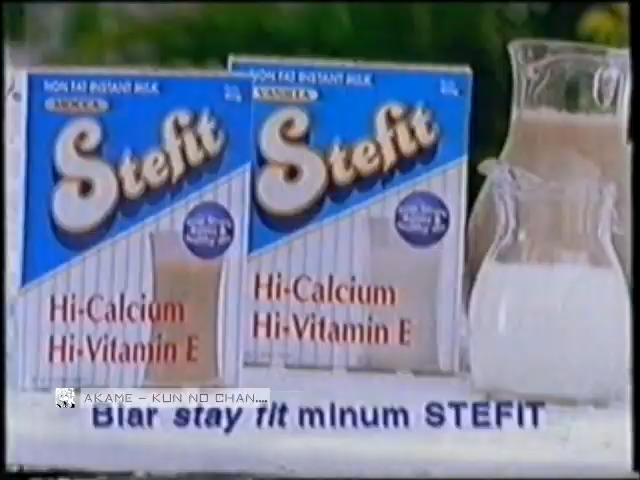 NON FAT INSTANT MILK
MOCCA
Stefit
Hi-Calcium
Hi-Vitamin E
NON FAT INSTANT MILK
VANILLA
Stefit
Hi-Calcium
Hi-Vitamin E
AKAME - KUN NO CHAN....
Biar stay fit minum STEFIT